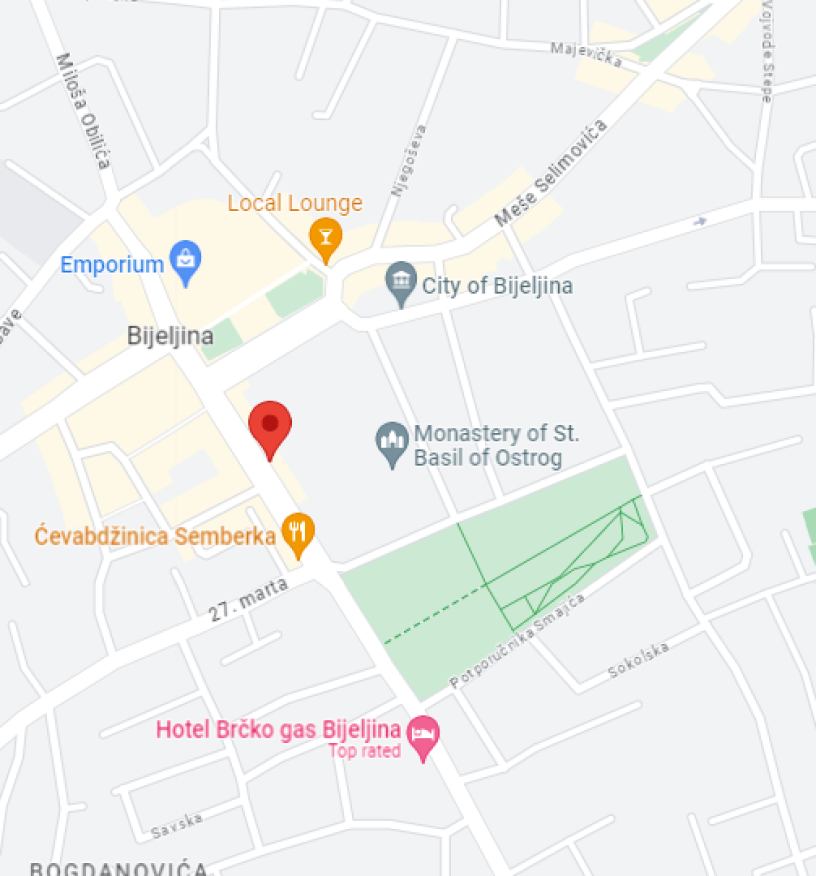 Majevička
Vojvode Stepe
Miloša Obilića
Njegoševa
Meše Selimovića
Local Lounge
Emporium
City of Bijeljina
Bijeljina
Monastery of St.
Basil of Ostrog
Ćevabdžinica Semberka
27. marta
Potporučnika Smajića
Sokolska
Hotel Brčko gas Bijeljina
Top rated
Savska
BOGDANOVIĆA